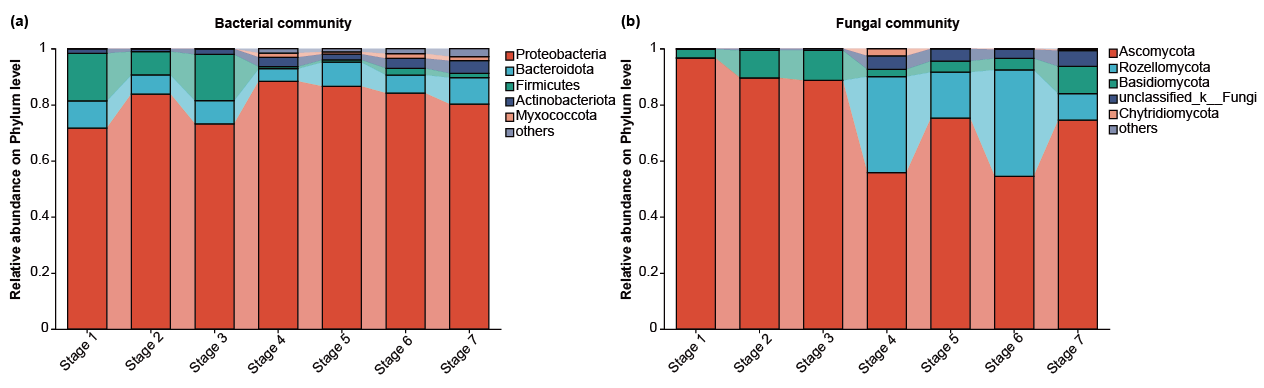 (a)
Bacterial community
Relative abundance on Phylum level
1
0.8
0.6
0.4
0.2
0
Stage 1
Stage 2
Stage 3
Stage 4
Stage 5
Stage 6
Stage 7
Proteobacteria
Bacteroidota
Firmicutes
Actinobacteriota
Myxococcota
others
(b)
Fungal community
Relative abundance on Phylum level
1
0.8
0.6
0.4
0.2
0
Stage 1
Stage 2
Stage 3
Stage 4
Stage 5
Stage 6
Stage 7
Ascomycota
Rozellomycota
Basidiomycota
unclassified_k__Fungi
Chytridiomycota
others